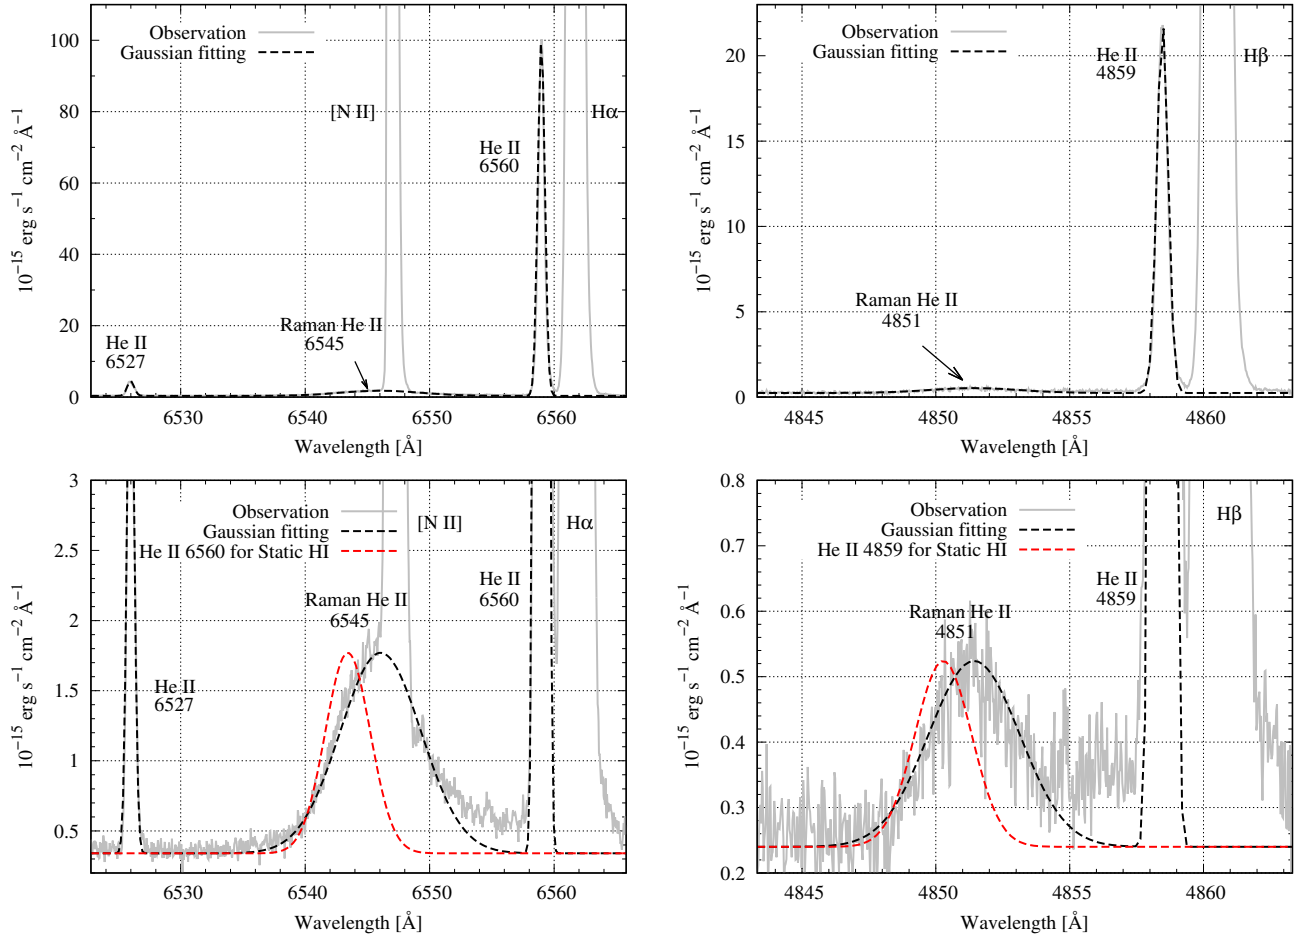 Observation
Gaussian fitting
[N II]
Hα
He II
6560
Raman He II
6545
He II
6527
100
80
60
40
20
0
10⁻¹⁵ erg s⁻¹ cm⁻² Å⁻¹
6530
6540
6550
6560
Wavelength [Å]
Observation
Gaussian fitting
He II
4859
Hβ
Raman He II
4851
20
15
10
5
0
10⁻¹⁵ erg s⁻¹ cm⁻² Å⁻¹
4845
4850
4855
4860
Wavelength [Å]
Observation
Gaussian fitting
He II 6560 for Static HI
[N II]
Hα
He II
6560
Raman He II
6545
He II
6527
3
2.5
2
1.5
1
0.5
10⁻¹⁵ erg s⁻¹ cm⁻² Å⁻¹
6530
6540
6550
6560
Wavelength [Å]
Observation
Gaussian fitting
He II 4859 for Static HI
Hβ
He II
4859
Raman He II
4851
0.8
0.7
0.6
0.5
0.4
0.3
0.2
10⁻¹⁵ erg s⁻¹ cm⁻² Å⁻¹
4845
4850
4855
4860
Wavelength [Å]